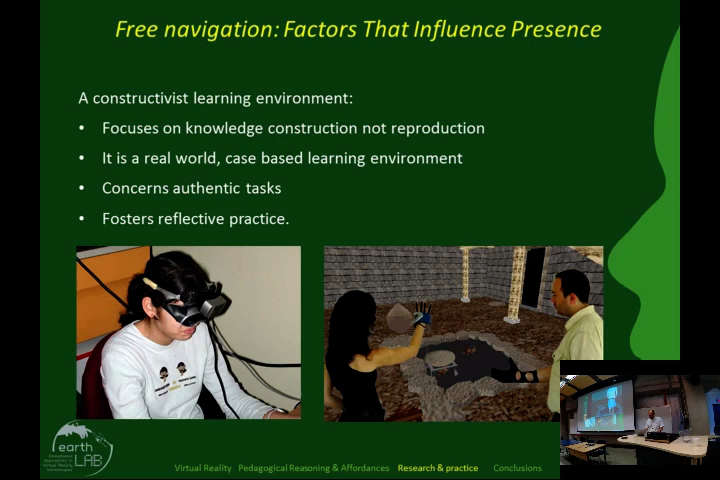 Free navigation: Factors That Influence Presence
A constructivist learning environment:
• Focuses on knowledge construction not reproduction
• It is a real world, case based learning environment
• Concerns authentic tasks
• Fosters reflective practice.
earth
LAB
Virtual Reality Pedagogical Reasoning & Affordances Research & practice Conclusions